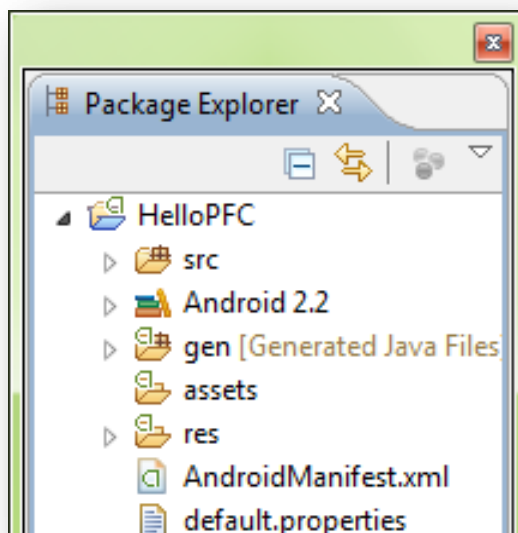 Package Explorer
HelloPFC
src
Android 2.2
gen [Generated Java Files
assets
res
AndroidManifest.xml
default.properties